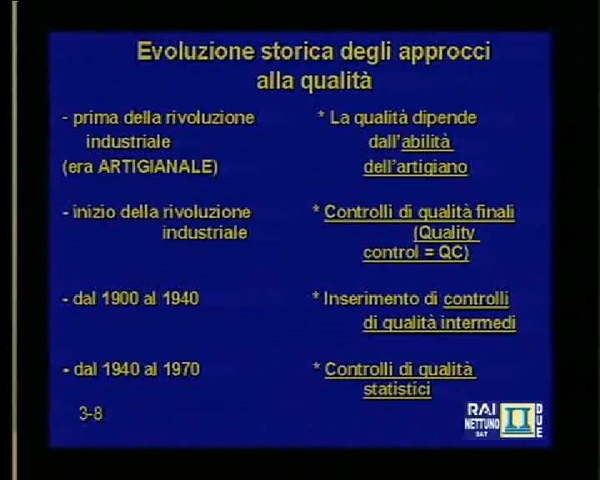 Evoluzione storica degli approcci
alla qualità
- prima della rivoluzione
industriale
(era ARTIGIANALE)
* La qualità dipende
dall'abilità
dell'artigiano
- inizio della rivoluzione
industriale
* Controlli di qualità finali
(Quality
control = QC)
- dal 1900 al 1940
* Inserimento di controlli
di qualità intermedi
- dal 1940 al 1970
* Controlli di qualità
statistici
3-8
RAI
NETTUNO
SAT
DUE